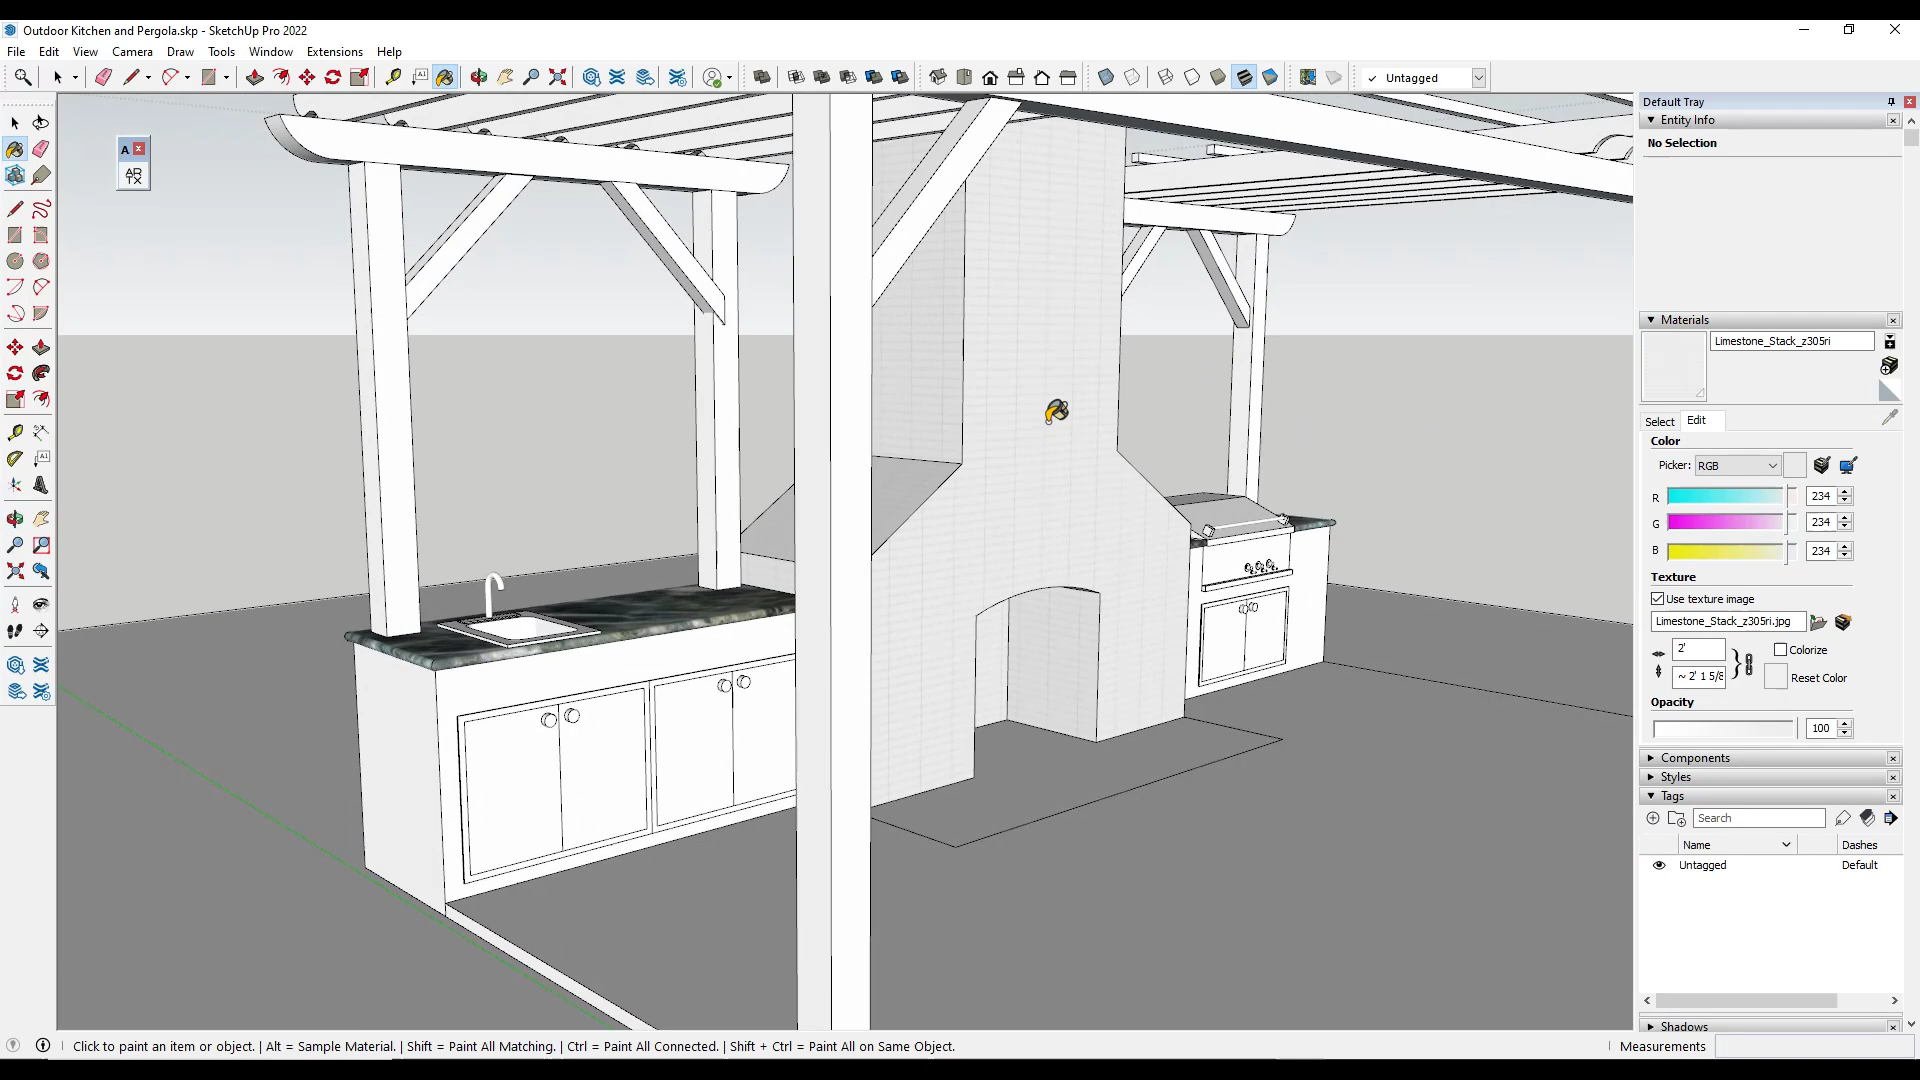 Outdoor Kitchen and Pergola.skp - SketchUp Pro 2022
File Edit View Camera Draw Tools Window Extensions Help
Untagged
A
A1
Default Tray
Entity Info
No Selection
Materials
Limestone_Stack_z305ri
Select Edit
Color
Picker: RGB
R 234
G 234
B 234
Texture
Use texture image
Limestone_Stack_z305ri.jpg
2' Colorize
~ 2' 1 5/8 Reset Color
Opacity
100
Components
Styles
Tags
Search
Name Dashes
Untagged Default
Shadows
Click to paint an item or object. | Alt = Sample Material. | Shift = Paint All Matching. | Ctrl = Paint All Connected. | Shift + Ctrl = Paint All on Same Object.
Measurements